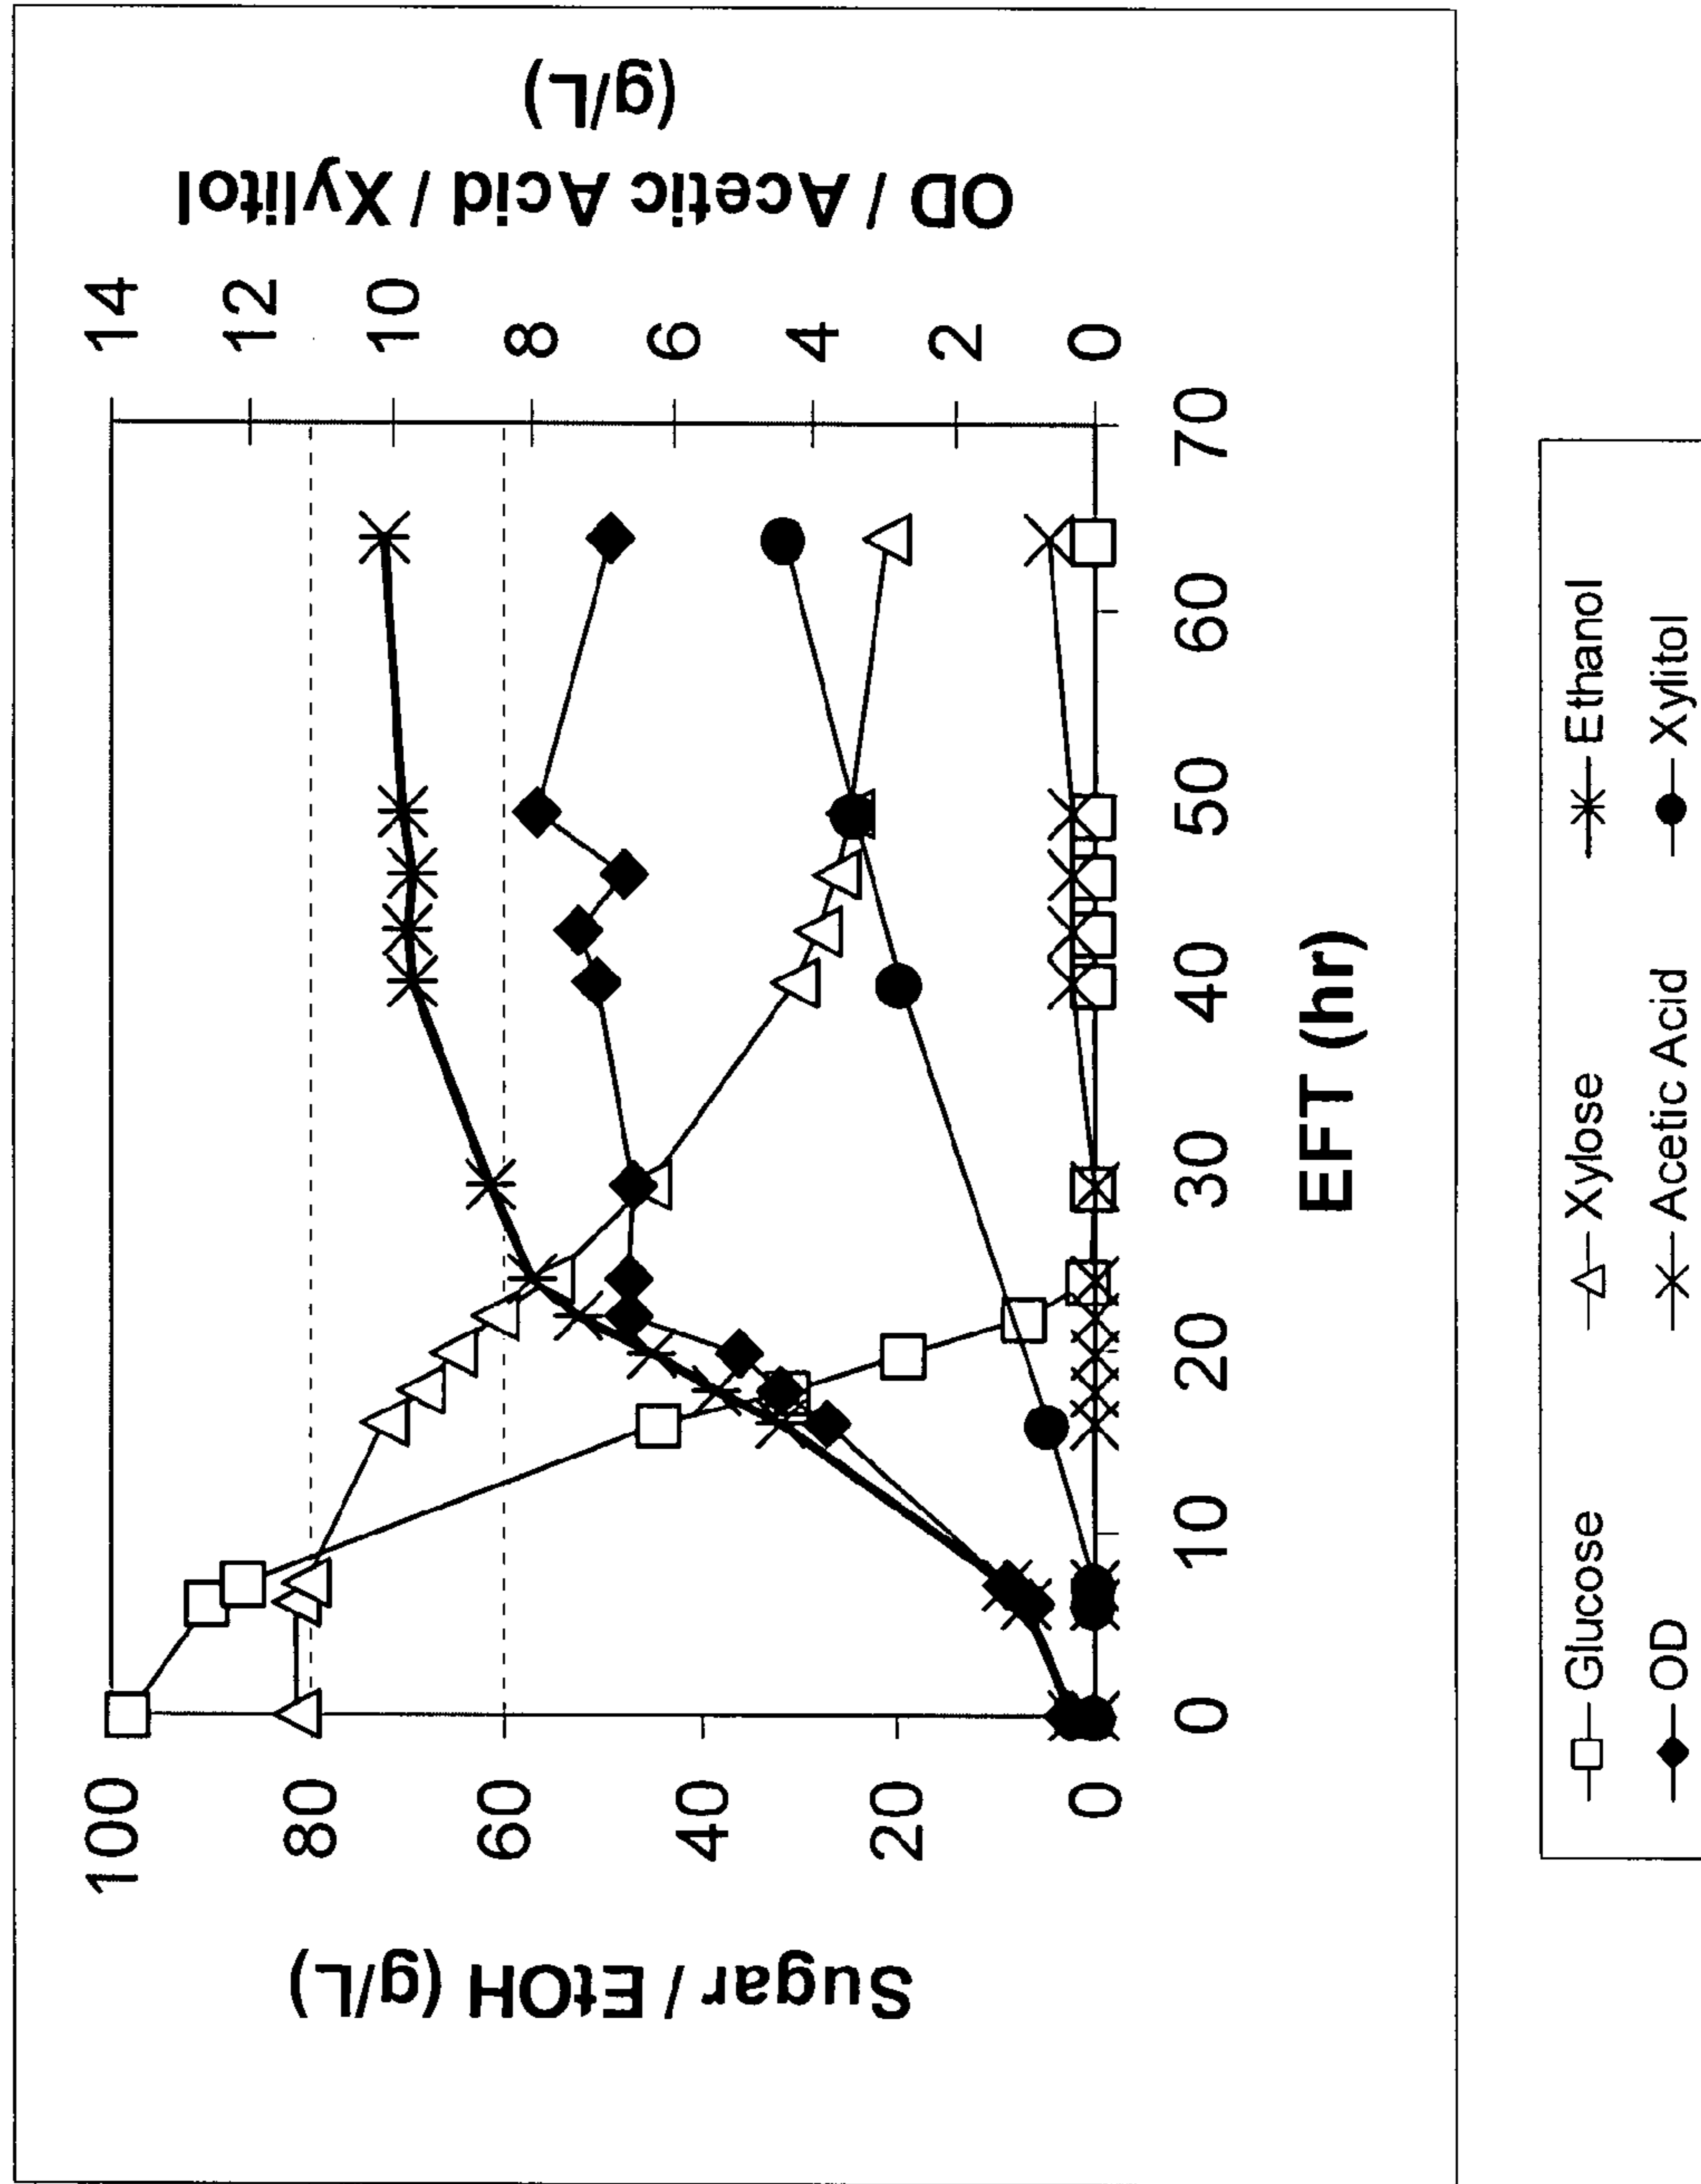 Sugar / EtOH (g/L)
100
80
60
40
20
0
14
12
10
8
6
4
2
0
OD / Acetic Acid / Xylitol
(g/L)
0 10 20 30 40 50 60 70
EFT (hr)
Glucose Xylose Ethanol
OD Acetic Acid Xylitol